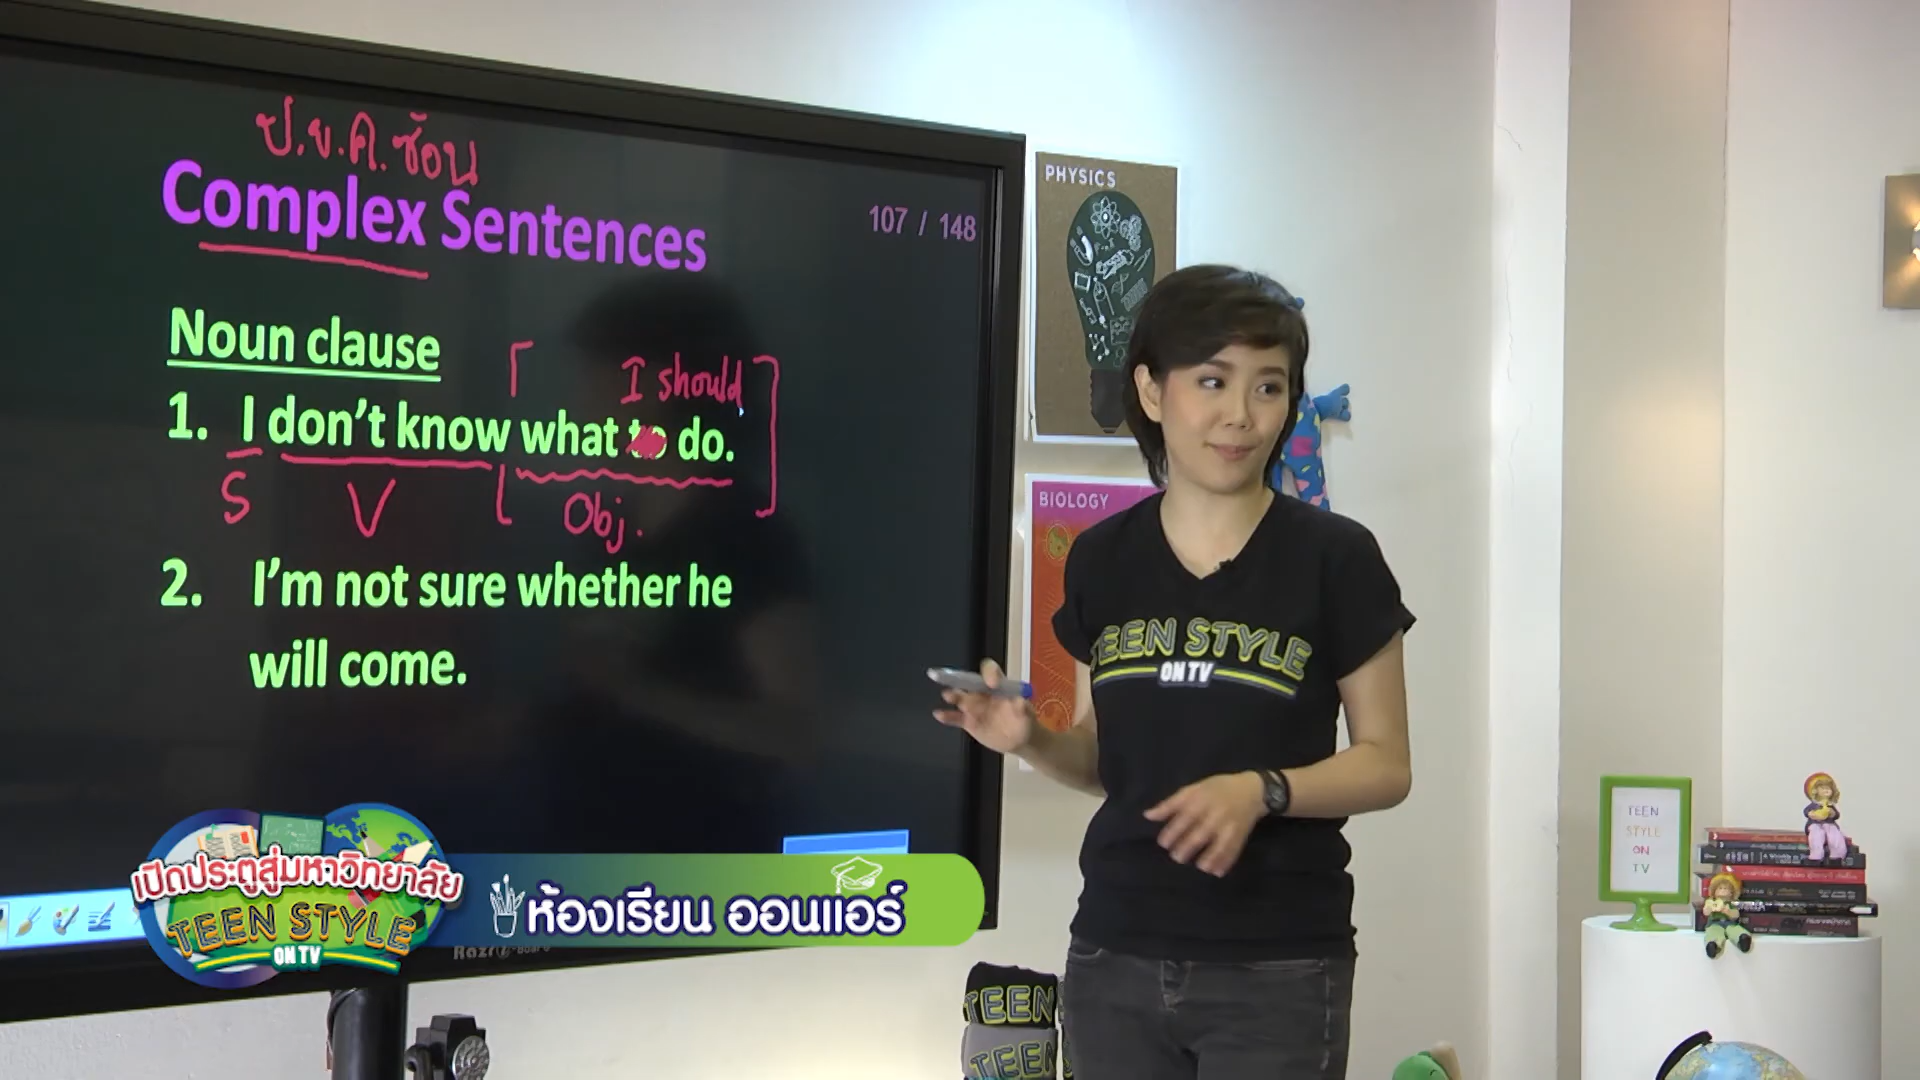 ป.ย.ค.ซ้อน
Complex Sentences
107 / 148
Noun clause
I should
1. I don't know what to do.
S V Obj.
2. I'm not sure whether he
will come.
PHYSICS
BIOLOGY
TEEN STYLE
ON TV
TEEN
STYLE
ON
TV
เปิดประตูสู่มหาวิทยาลัย
TEEN STYLE
ON TV
ห้องเรียน ออนแอร์
TEEN
TEEN